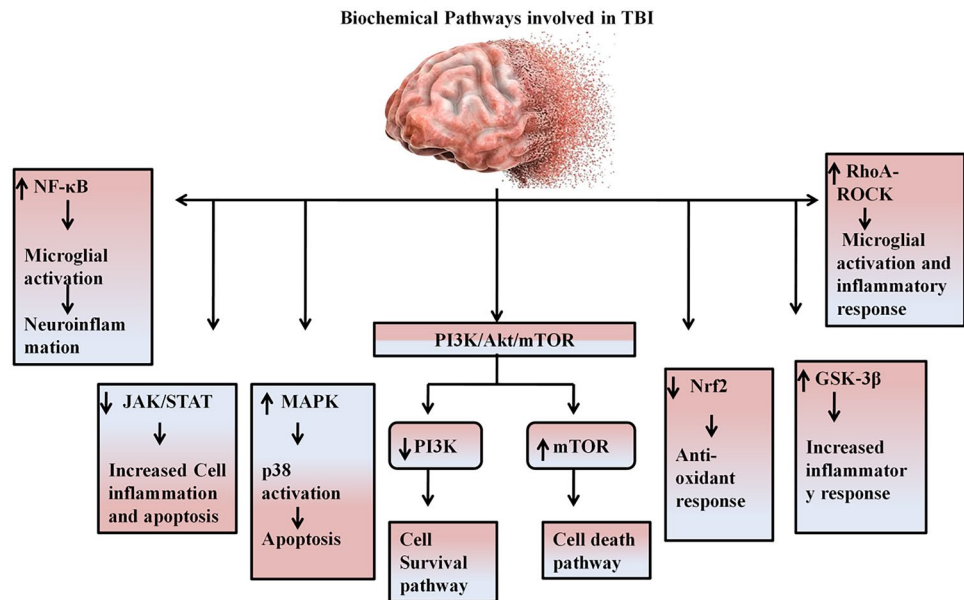 Biochemical Pathways involved in TBI
↑ NF-κB
Microglial
activation
Neuroinflam
mation
↓ JAK/STAT
Increased Cell
inflammation
and apoptosis
↑ MAPK
p38
activation
Apoptosis
PI3K/Akt/mTOR
↓ PI3K
Cell
Survival
pathway
↑ mTOR
Cell death
pathway
↓ Nrf2
Anti-
oxidant
response
↑ GSK-3β
Increased
inflammator
y response
↑ RhoA-
ROCK
Microglial
activation and
inflammatory
response